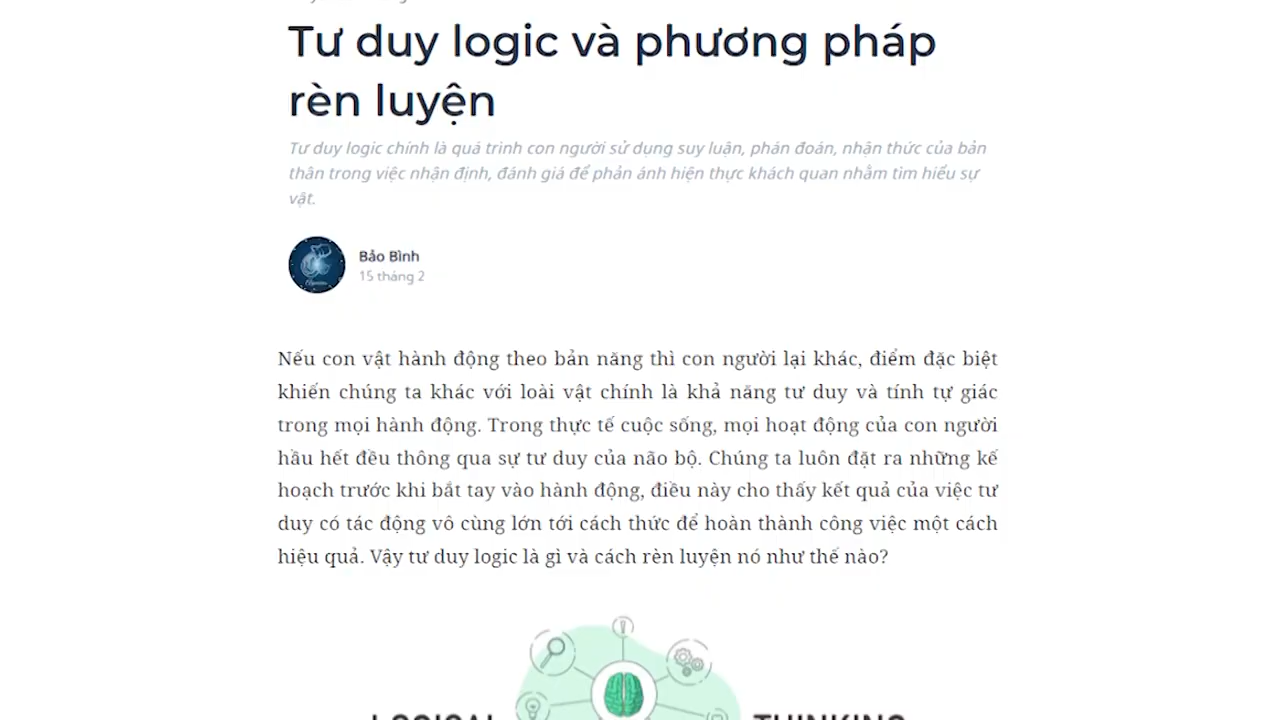 Tư duy logic và phương pháp
rèn luyện
Tư duy logic chính là quá trình con người sử dụng suy luận, phán đoán, nhận thức của bản
thân trong việc nhận định, đánh giá để phản ánh hiện thực khách quan nhằm tìm hiểu sự
vật.
Bảo Bình
15 tháng 2
Nếu con vật hành động theo bản năng thì con người lại khác, điểm đặc biệt
khiến chúng ta khác với loài vật chính là khả năng tư duy và tính tự giác
trong mọi hành động. Trong thực tế cuộc sống, mọi hoạt động của con người
hầu hết đều thông qua sự tư duy của não bộ. Chúng ta luôn đặt ra những kế
hoạch trước khi bắt tay vào hành động, điều này cho thấy kết quả của việc tư
duy có tác động vô cùng lớn tới cách thức để hoàn thành công việc một cách
hiệu quả. Vậy tư duy logic là gì và cách rèn luyện nó như thế nào?
LOGICAL THINKING